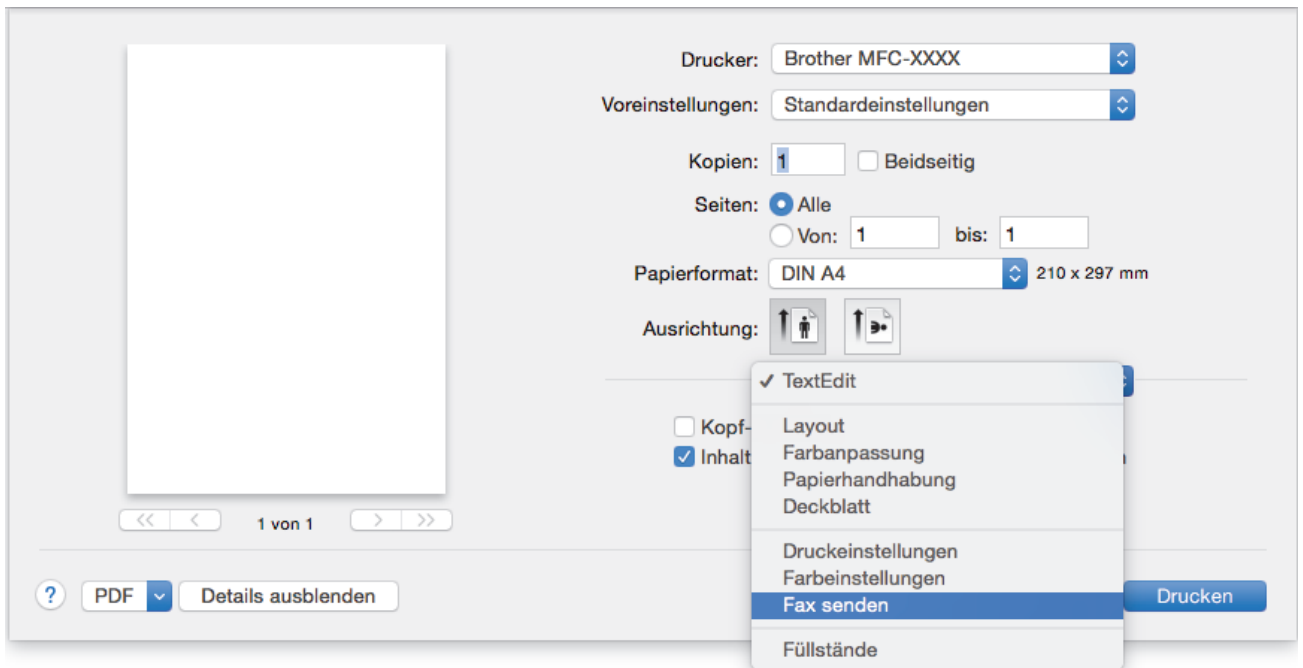 Drucker: Brother MFC-XXXX
Voreinstellungen: Standardeinstellungen
Kopien: 1 Beidseitig
Seiten: Alle
Von: 1 bis: 1
Papierformat: DIN A4 210 x 297 mm
Ausrichtung:
✓ TextEdit
Kopf-
Inhalt
Layout
Farbanpassung
Papierhandhabung
Deckblatt
Druckeinstellungen
Farbeinstellungen
Fax senden
Füllstände
<< < 1 von 1 > >>
? PDF Details ausblenden Drucken